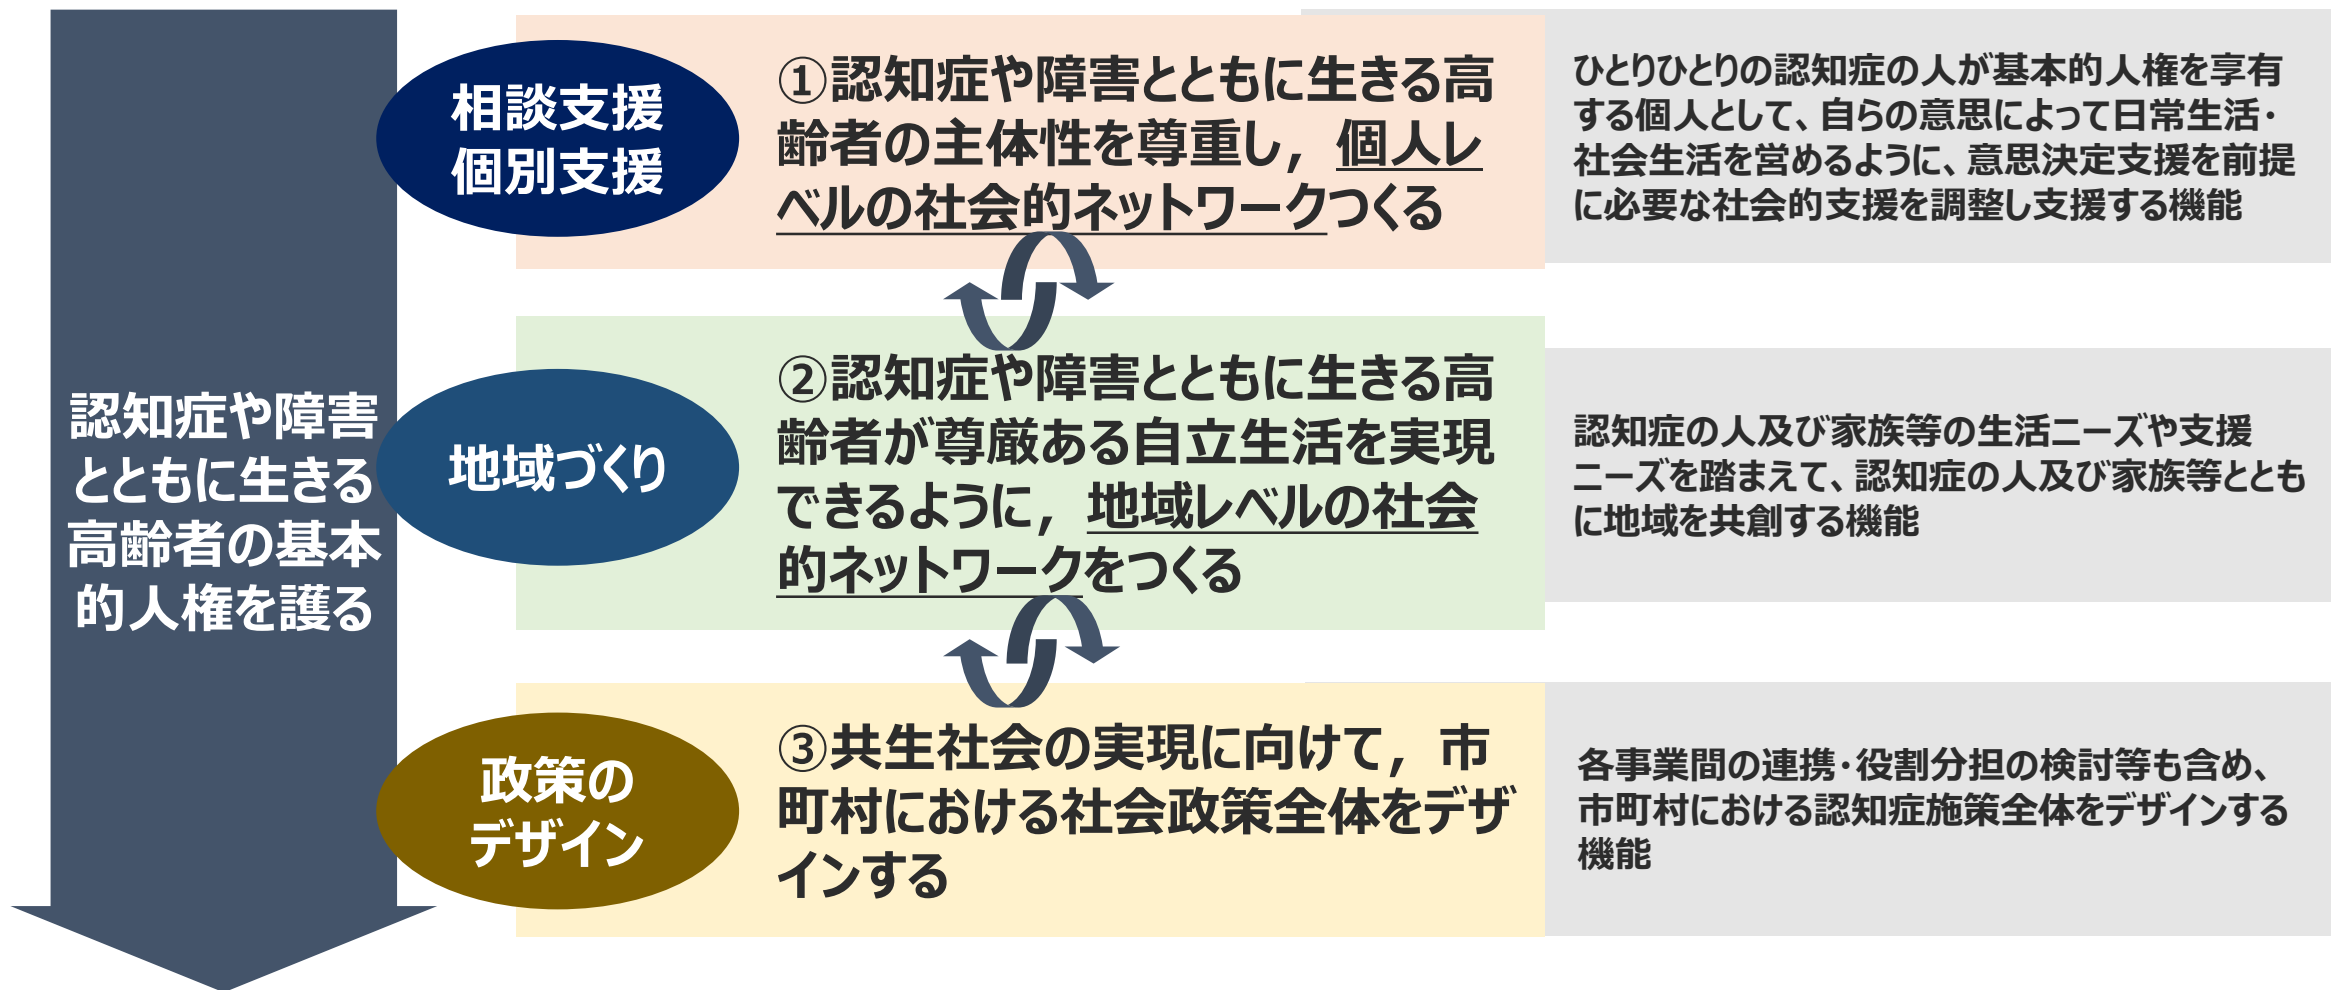 認知症や障害
とともに生きる
高齢者の基本
的人権を護る
相談支援
個別支援
①認知症や障害とともに生きる高
齢者の主体性を尊重し，個人レ
ベルの社会的ネットワークつくる
ひとりひとりの認知症の人が基本的人権を享有
する個人として、自らの意思によって日常生活・
社会生活を営めるように、意思決定支援を前提
に必要な社会的支援を調整し支援する機能
地域づくり
②認知症や障害とともに生きる高
齢者が尊厳ある自立生活を実現
できるように，地域レベルの社会
的ネットワークをつくる
認知症の人及び家族等の生活ニーズや支援
ニーズを踏まえて、認知症の人及び家族等ととも
に地域を共創する機能
政策の
デザイン
③共生社会の実現に向けて，市
町村における社会政策全体をデザ
インする
各事業間の連携・役割分担の検討等も含め、
市町村における認知症施策全体をデザインする
機能